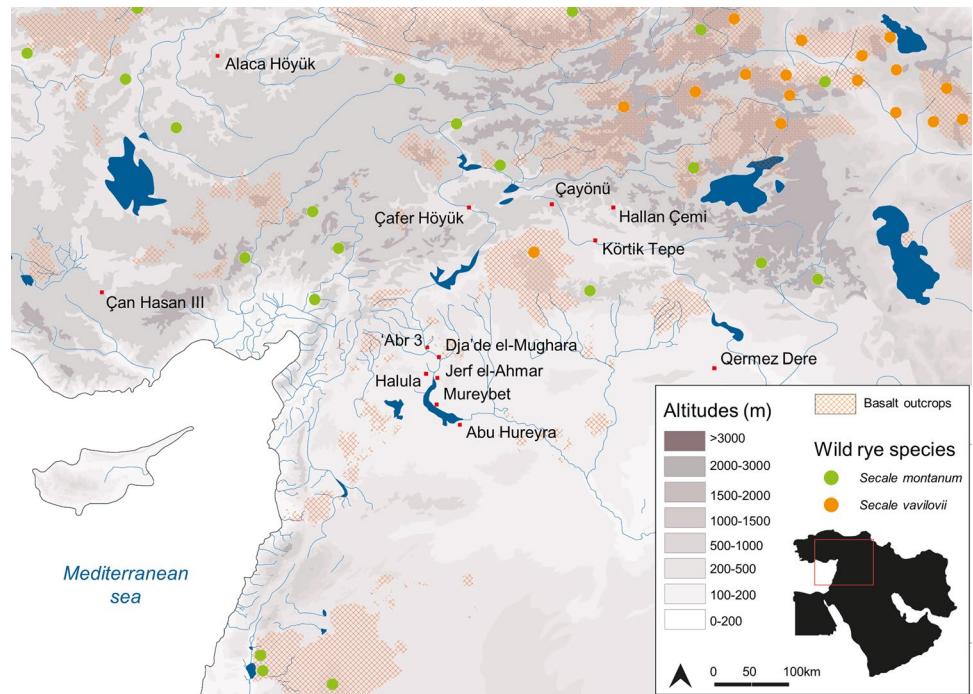 Alaca Höyük
Çayönü
Çafer Höyük
Hallan Çemi
Körtik Tepe
Çan Hasan III
'Abr 3
Dja'de el-Mughara
Halula
Jerf el-Ahmar
Mureybet
Qermez Dere
Abu Hureyra
Mediterranean
sea
Altitudes (m)
>3000
2000-3000
1500-2000
1000-1500
500-1000
200-500
100-200
0-200
Basalt outcrops
Wild rye species
Secale montanum
Secale vavilovii
0 50 100km